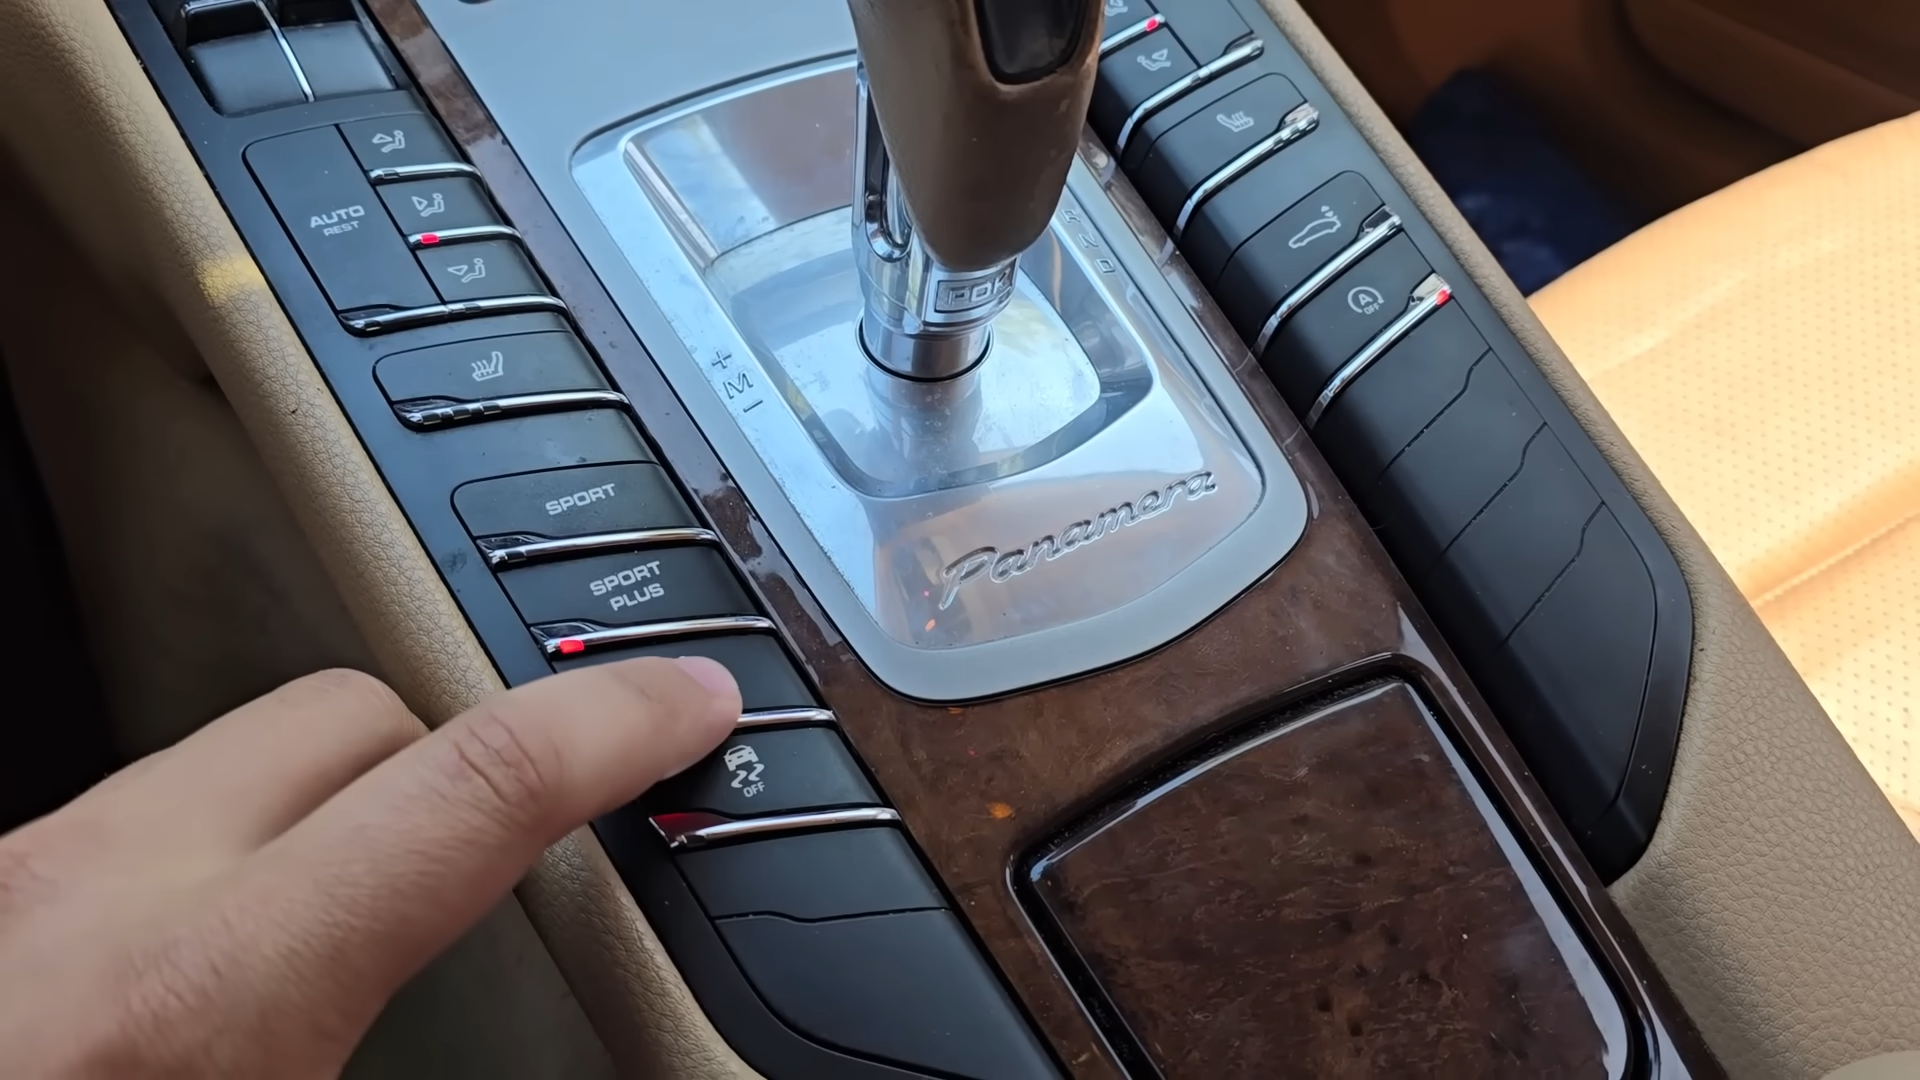 AUTO
REST
SPORT
SPORT
PLUS
OFF
PDK
R
N
D
+
M
−
Panamera
A
OFF